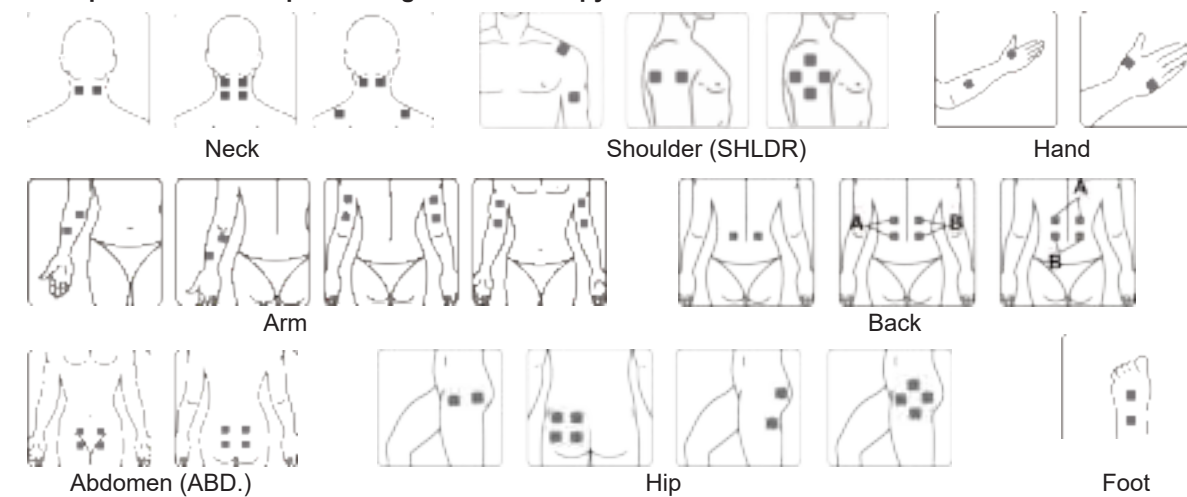 Neck
Shoulder (SHLDR)
Hand
A
A B
B
Arm
Back
Abdomen (ABD.)
Hip
Foot